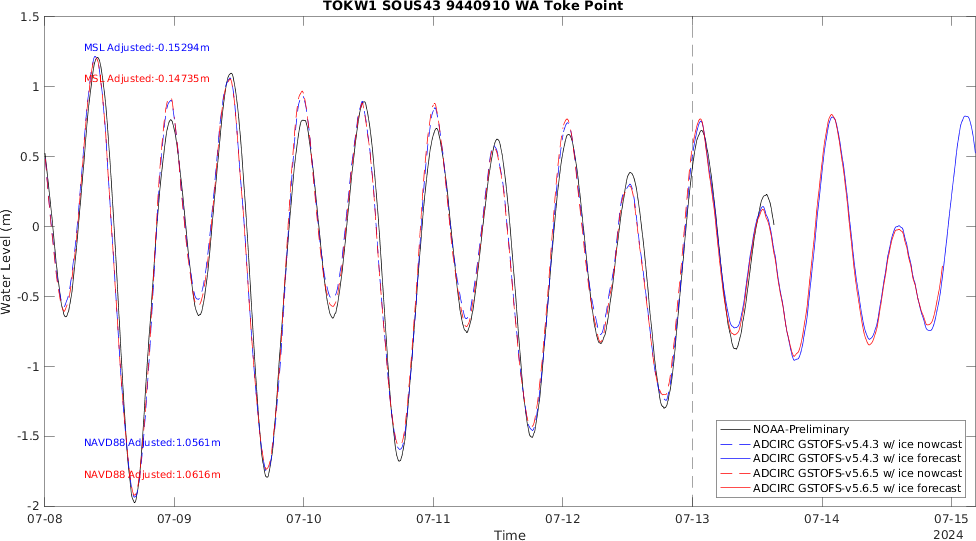 TOKW1 SOUS43 9440910 WA Toke Point
1.5
1
0.5
0
-0.5
-1
-1.5
-2
Water Level (m)
MSL Adjusted:-0.15294m
MSL Adjusted:-0.14735m
NAVD88 Adjusted:1.0561m
NAVD88 Adjusted:1.0616m
NOAA-Preliminary
ADCIRC GSTOFS-v5.4.3 w/ ice nowcast
ADCIRC GSTOFS-v5.4.3 w/ ice forecast
ADCIRC GSTOFS-v5.6.5 w/ ice nowcast
ADCIRC GSTOFS-v5.6.5 w/ ice forecast
07-08 07-09 07-10 07-11 07-12 07-13 07-14 07-15
Time
2024